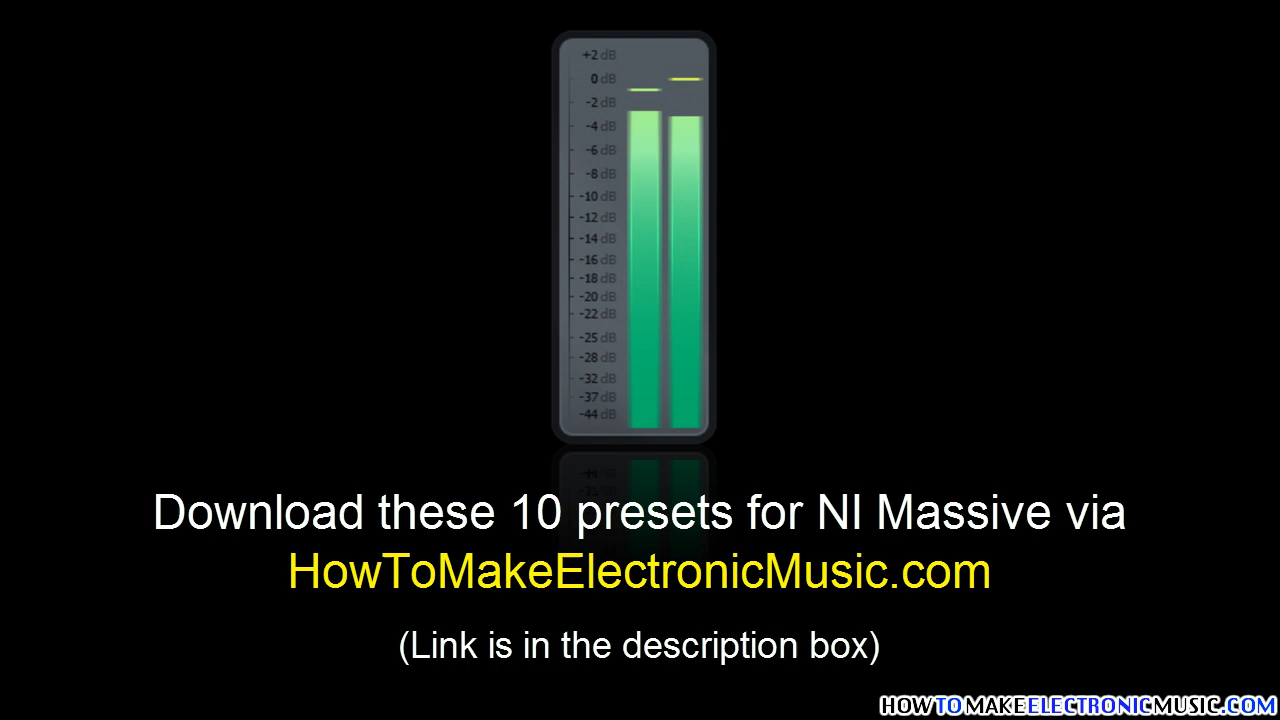 +2 dB
0 dB
-2 dB
-4 dB
-6 dB
-8 dB
-10 dB
-12 dB
-14 dB
-16 dB
-18 dB
-20 dB
-22 dB
-25 dB
-28 dB
-32 dB
-37 dB
-44 dB
Download these 10 presets for NI Massive via
HowToMakeElectronicMusic.com
(Link is in the description box)
HOWTOMAKEELECTRONICMUSIC.COM